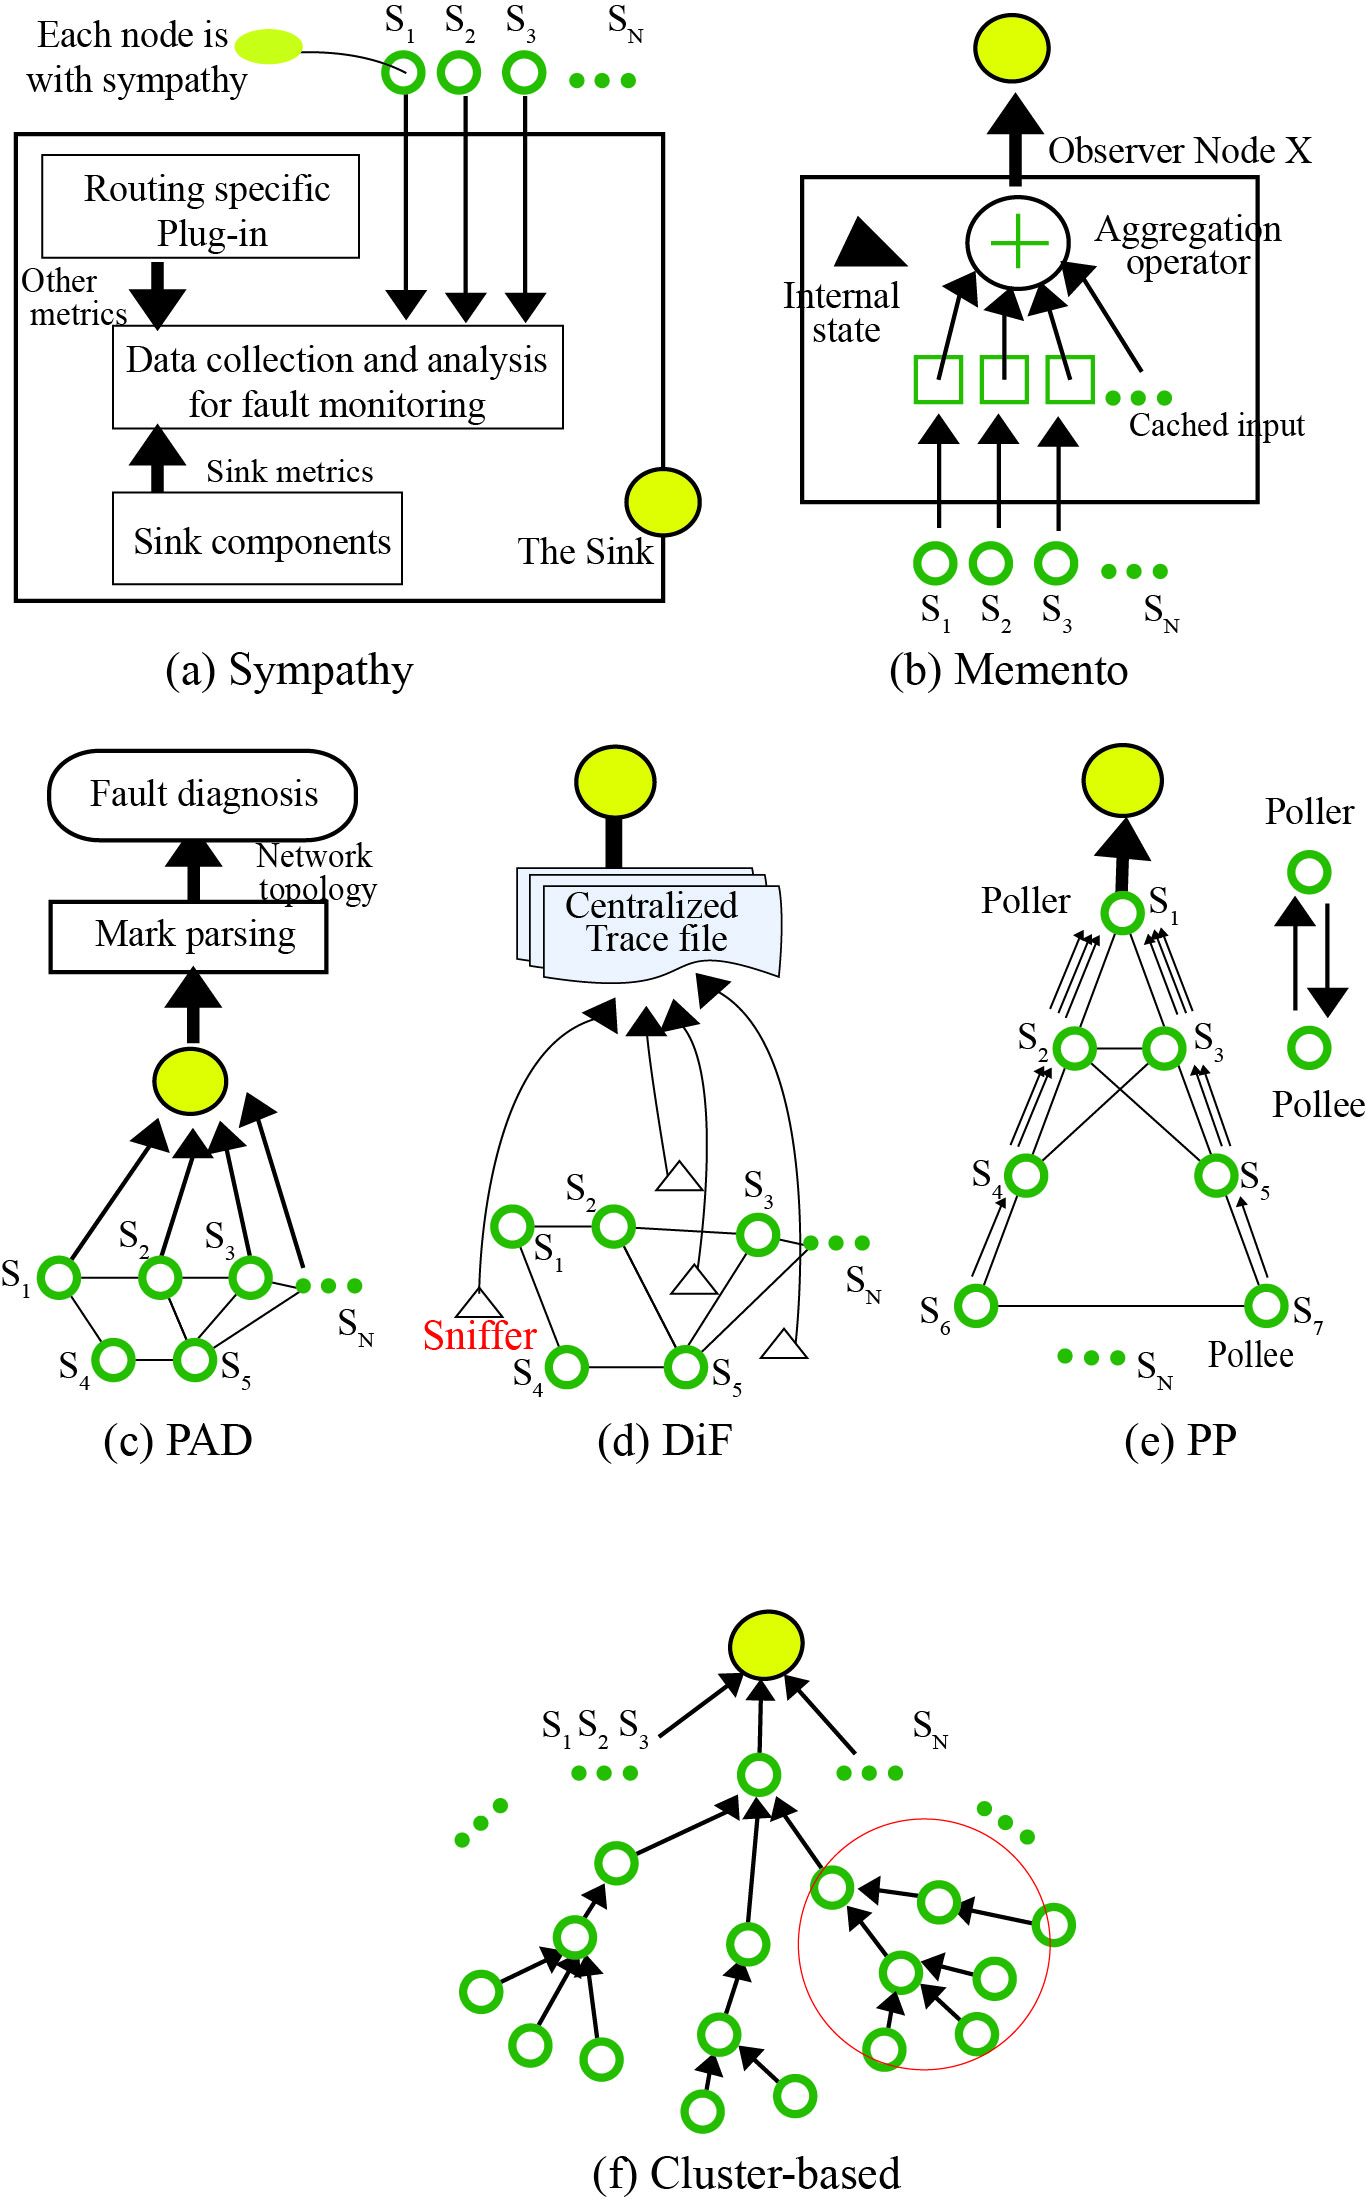 Each node is
with sympathy
S1 S2 S3 SN
Routing specific
Plug-in
Other
metrics
Data collection and analysis
for fault monitoring
Sink metrics
Sink components
The Sink
(a) Sympathy
Observer Node X
Aggregation
operator
Internal
state
Cached input
S1 S2 S3 SN
(b) Memento
Fault diagnosis
Network
topology
Mark parsing
S1 S2 S3
SN
S4 S5
(c) PAD
Centralized
Trace file
S1 S2 S3
SN
Sniffer
S4 S5
(d) DiF
Poller
Poller S1
S2 S3
Pollee
S4 S5
S6 S7
SN Pollee
(e) PP
S1 S2 S3 SN
(f) Cluster-based